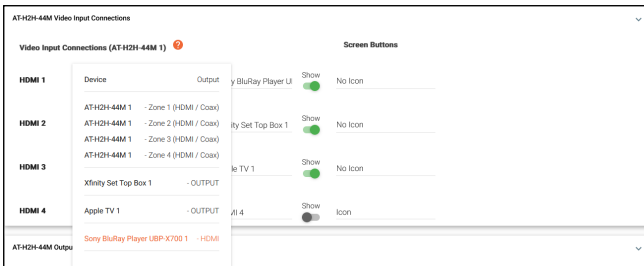 AT-H2H-44M Video Input Connections
Video Input Connections (AT-H2H-44M 1) ?
Screen Buttons
HDMI 1
y BluRay Player UI
Show
No Icon
HDMI 2
ity Set Top Box 1
Show
No Icon
HDMI 3
le TV 1
Show
No Icon
HDMI 4
MI 4
Show
Icon
Device Output
AT-H2H-44M 1 - Zone 1 (HDMI / Coax)
AT-H2H-44M 1 - Zone 2 (HDMI / Coax)
AT-H2H-44M 1 - Zone 3 (HDMI / Coax)
AT-H2H-44M 1 - Zone 4 (HDMI / Coax)
Xfinity Set Top Box 1 - OUTPUT
Apple TV 1 - OUTPUT
Sony BluRay Player UBP-X700 1 - HDMI
AT-H2H-44M Outpu